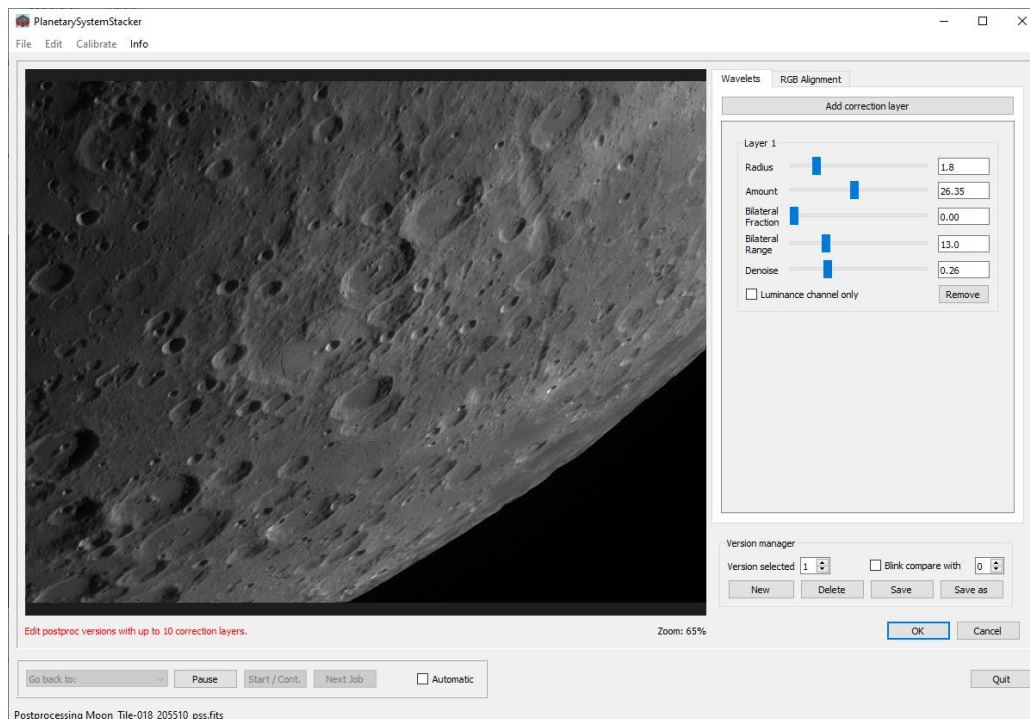 PlanetarySystemStacker
File Edit Calibrate Info
Wavelets RGB Alignment
Add correction layer
Layer 1
Radius 1.8
Amount 26.35
Bilateral
Fraction 0.00
Bilateral
Range 13.0
Denoise 0.26
Luminance channel only Remove
Version manager
Version selected 1 Blink compare with 0
New Delete Save Save as
Edit postproc versions with up to 10 correction layers. Zoom: 65% OK Cancel
Go back to: Pause Start / Cont. Next Job Automatic Quit
Postprocessing Moon_Tile-018_205510_pss.fits